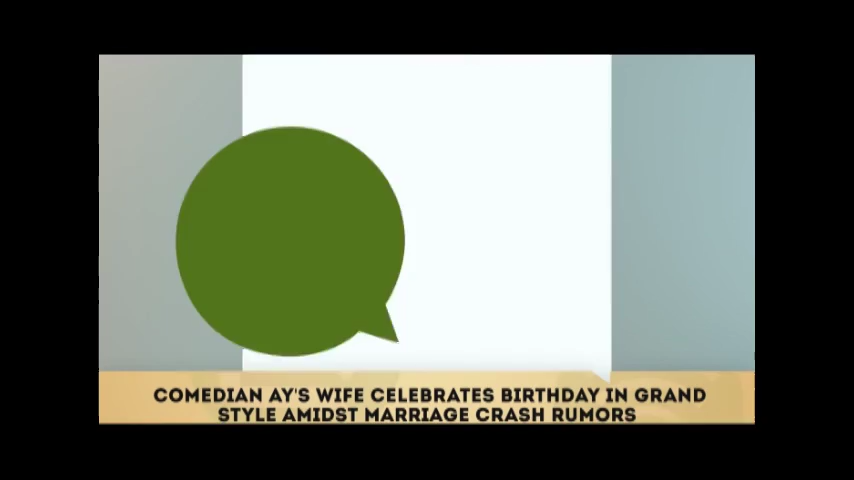 COMEDIAN AY'S WIFE CELEBRATES BIRTHDAY IN GRAND
STYLE AMIDST MARRIAGE CRASH RUMORS